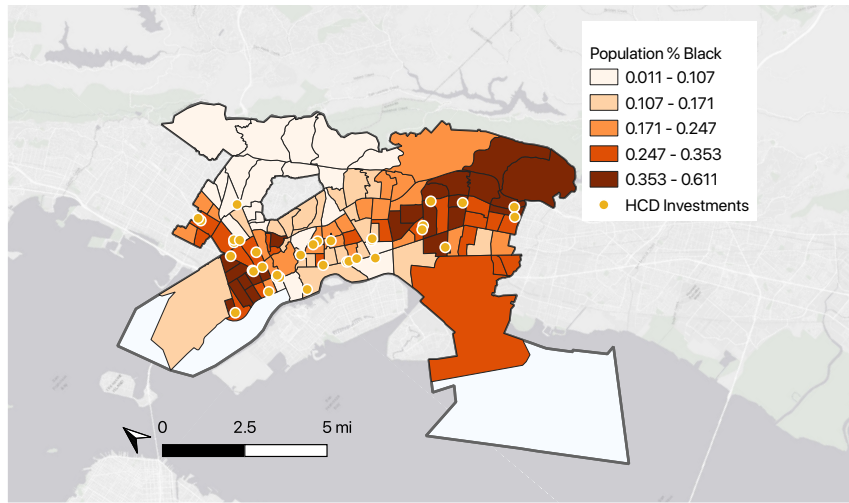 Population % Black
0.011 - 0.107
0.107 - 0.171
0.171 - 0.247
0.247 - 0.353
0.353 - 0.611
HCD Investments
0 2.5 5 mi